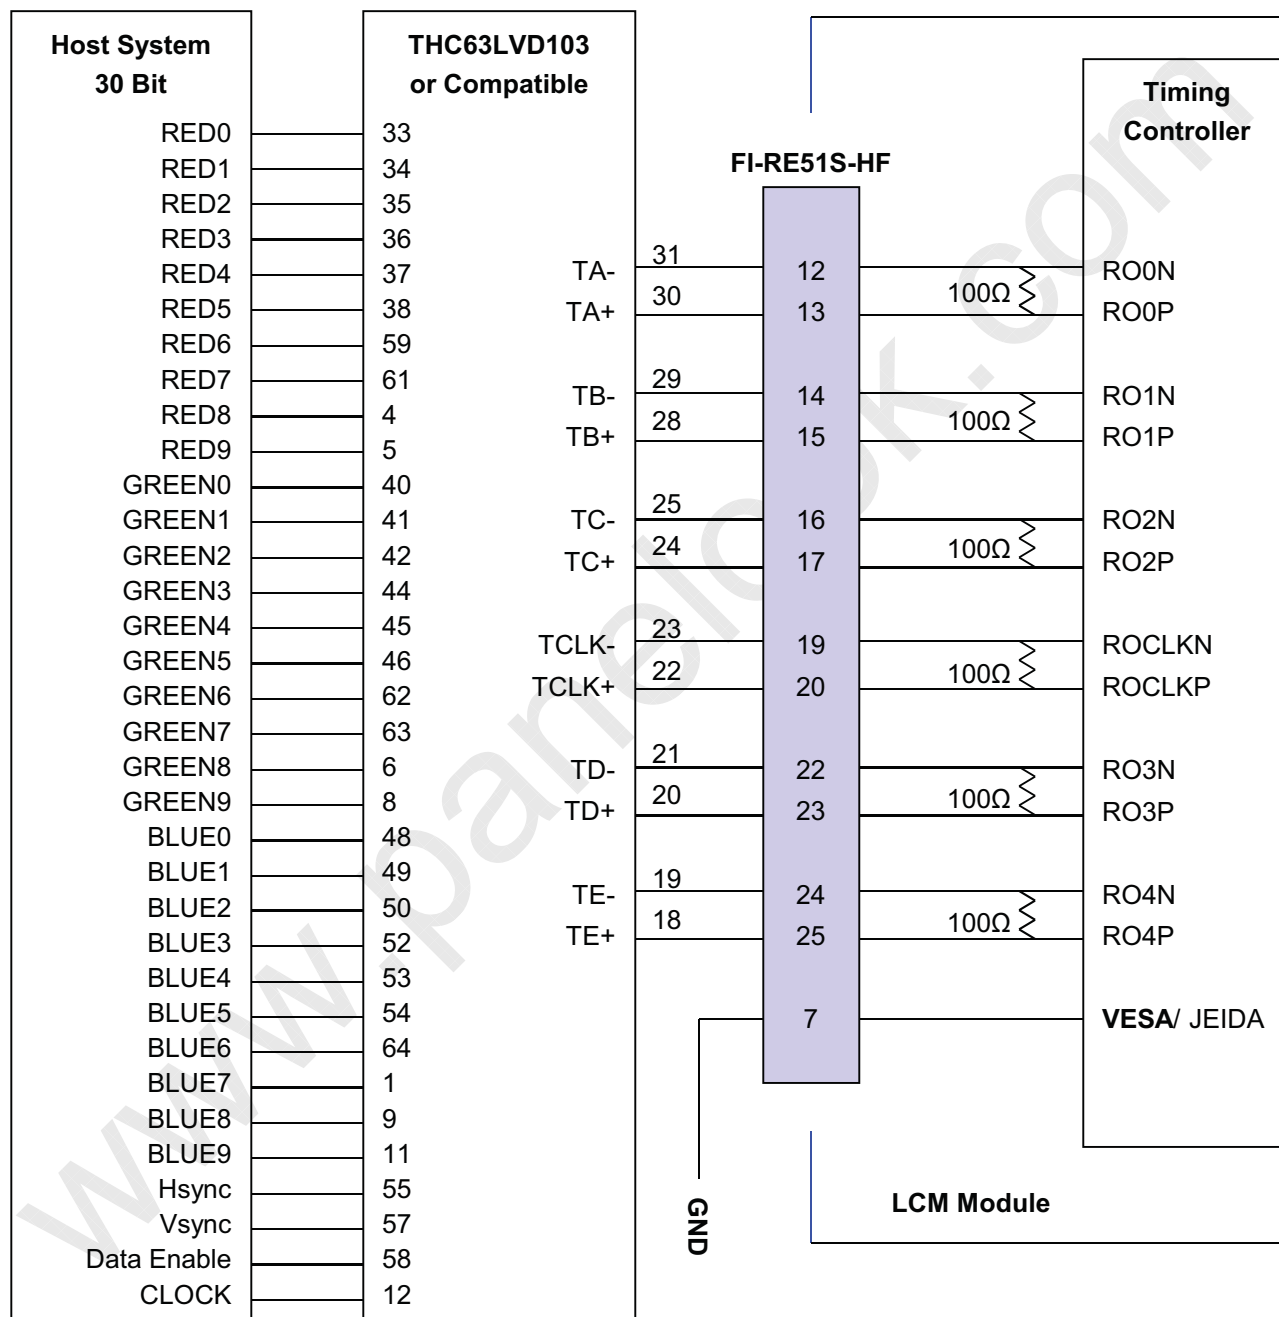 Host System
30 Bit
RED0
RED1
RED2
RED3
RED4
RED5
RED6
RED7
RED8
RED9
GREEN0
GREEN1
GREEN2
GREEN3
GREEN4
GREEN5
GREEN6
GREEN7
GREEN8
GREEN9
BLUE0
BLUE1
BLUE2
BLUE3
BLUE4
BLUE5
BLUE6
BLUE7
BLUE8
BLUE9
Hsync
Vsync
Data Enable
CLOCK
THC63LVD103
or Compatible
33
34
35
36
37
38
59
61
4
5
40
41
42
44
45
46
62
63
6
8
48
49
50
52
53
54
64
1
9
11
55
57
58
12
TA-
TA+
TB-
TB+
TC-
TC+
TCLK-
TCLK+
TD-
TD+
TE-
TE+
31
30
29
28
25
24
23
22
21
20
19
18
GND
FI-RE51S-HF
12
13
14
15
16
17
19
20
22
23
24
25
7
100Ω
100Ω
100Ω
100Ω
100Ω
100Ω
LCM Module
Timing
Controller
RO0N
RO0P
RO1N
RO1P
RO2N
RO2P
ROCLKN
ROCLKP
RO3N
RO3P
RO4N
RO4P
VESA/ JEIDA
www.panelook.com